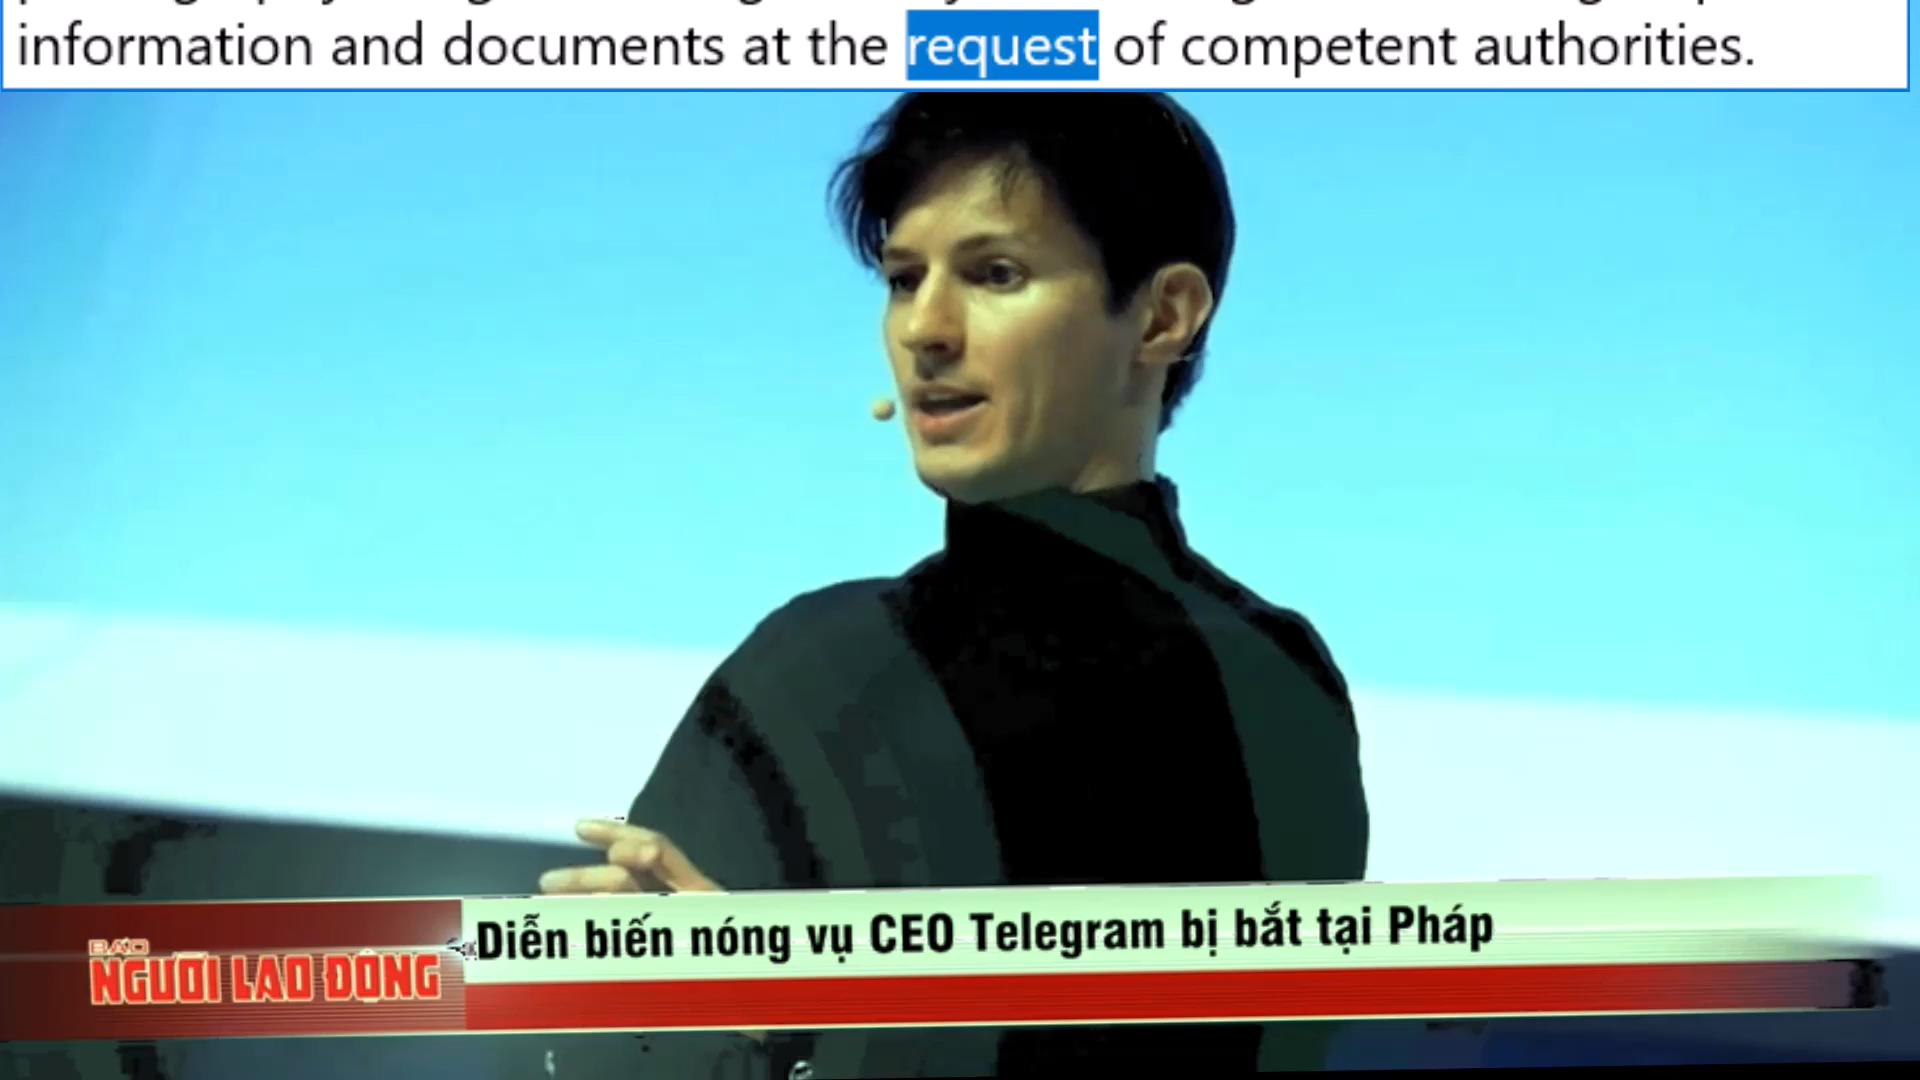 information and documents at the request of competent authorities.
Diễn biến nóng vụ CEO Telegram bị bắt tại Pháp
BÁO
NGƯỜI LAO ĐỘNG